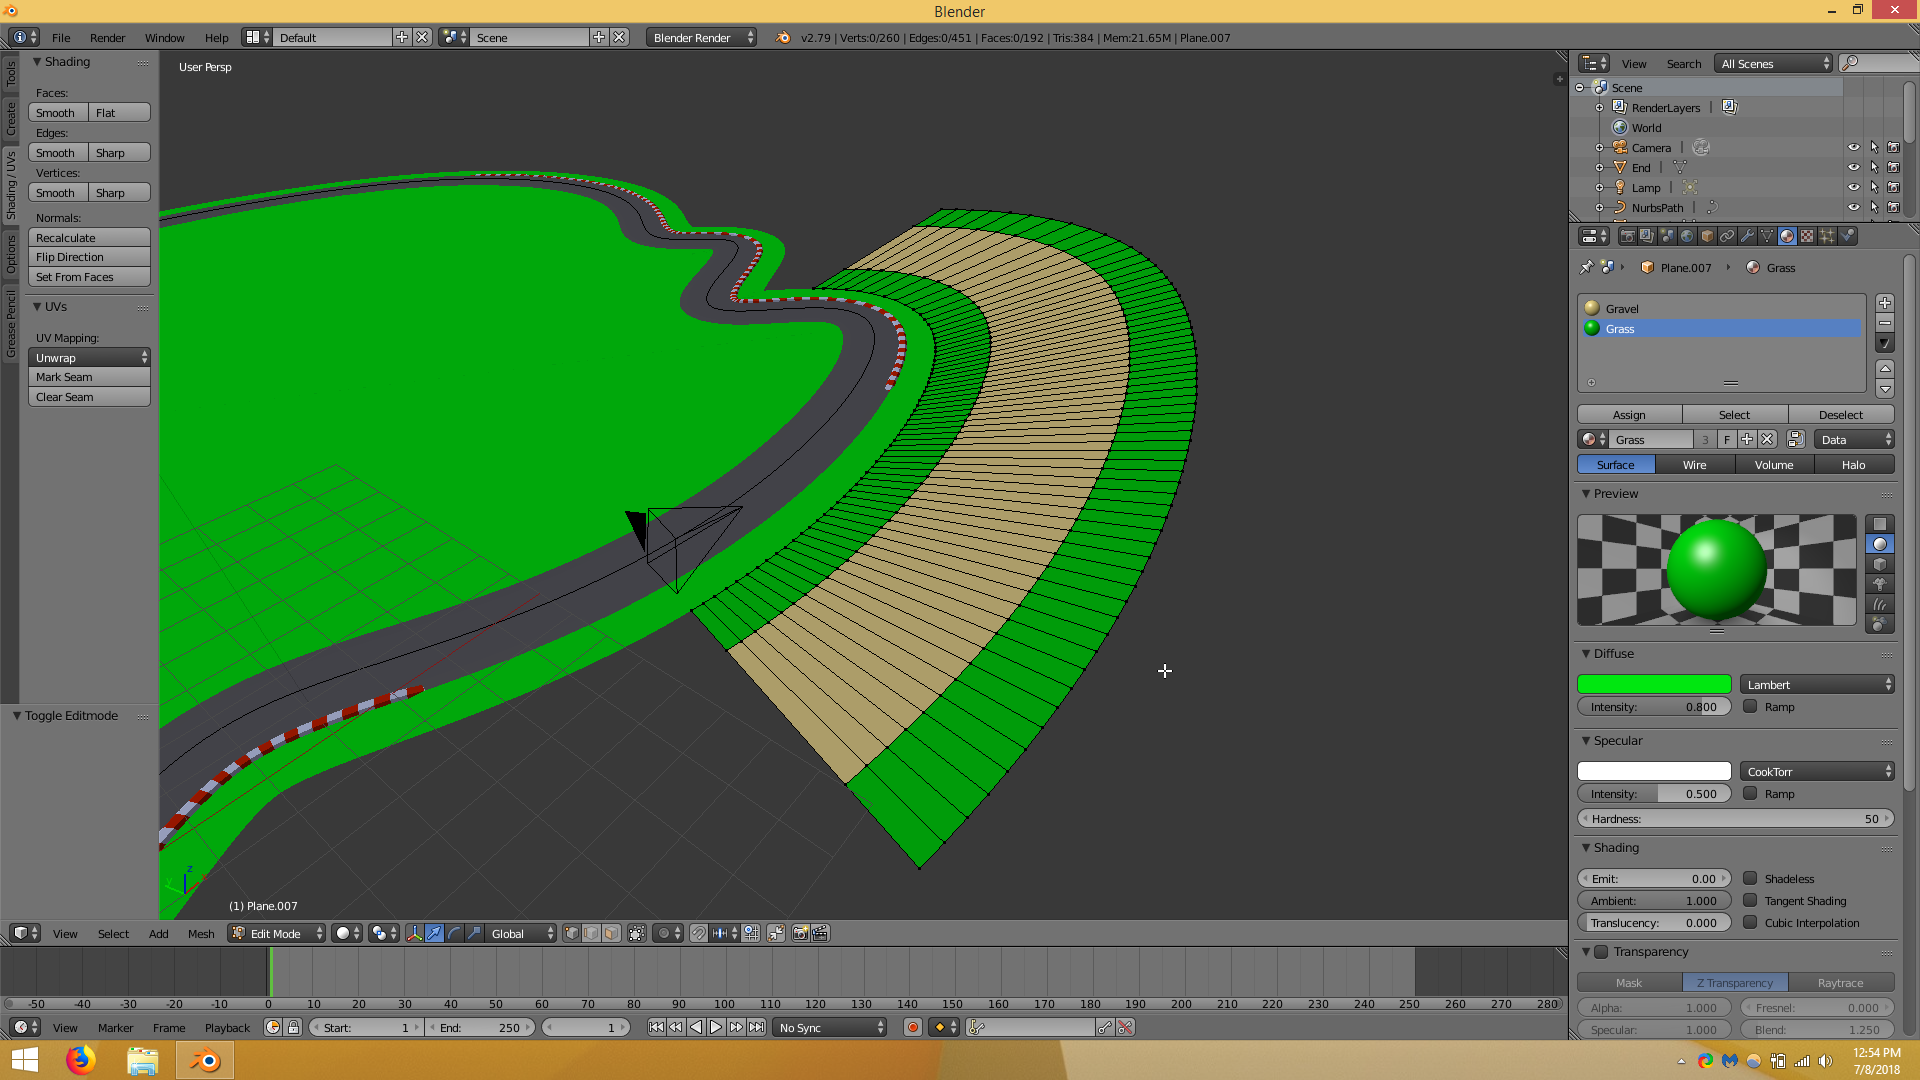 Blender
File Render Window Help Default Scene Blender Render v2.79 | Verts:0/260 | Edges:0/451 | Faces:0/192 | Tris:384 | Mem:21.65M | Plane.007
Tools
Create
Shading / UVs
Options
Grease Pencil
Shading
Faces:
Smooth Flat
Edges:
Smooth Sharp
Vertices:
Smooth Sharp
Normals:
Recalculate
Flip Direction
Set From Faces
UVs
UV Mapping:
Unwrap
Mark Seam
Clear Seam
Toggle Editmode
User Persp
(1) Plane.007
View Select Add Mesh Edit Mode Global
-50 -40 -30 -20 -10 0 10 20 30 40 50 60 70 80 90 100 110 120 130 140 150 160 170 180 190 200 210 220 230 240 250 260 270 280
View Marker Frame Playback Start: 1 End: 250 1 No Sync
View Search All Scenes
Scene
RenderLayers |
World
Camera |
End |
Lamp |
NurbsPath |
Plane.007 Grass
Gravel
Grass
Assign Select Deselect
Grass 3 F Data
Surface Wire Volume Halo
Preview
Diffuse
Lambert
Intensity: 0.800 Ramp
Specular
CookTorr
Intensity: 0.500 Ramp
Hardness: 50
Shading
Emit: 0.00 Shadeless
Ambient: 1.000 Tangent Shading
Translucency: 0.000 Cubic Interpolation
Transparency
Mask Z Transparency Raytrace
Alpha: 1.000 Fresnel: 0.000
Specular: 1.000 Blend: 1.250
12:54 PM
7/8/2018